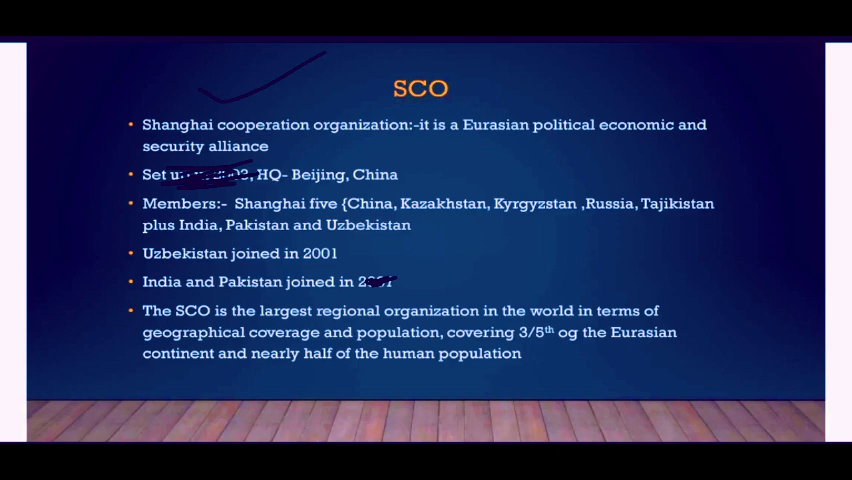 SCO
• Shanghai cooperation organization:-it is a Eurasian political economic and
security alliance
• Set HQ- Beijing, China
• Members:- Shanghai five {China, Kazakhstan, Kyrgyzstan ,Russia, Tajikistan
plus India, Pakistan and Uzbekistan
• Uzbekistan joined in 2001
• India and Pakistan joined in
• The SCO is the largest regional organization in the world in terms of
geographical coverage and population, covering 3/5th og the Eurasian
continent and nearly half of the human population